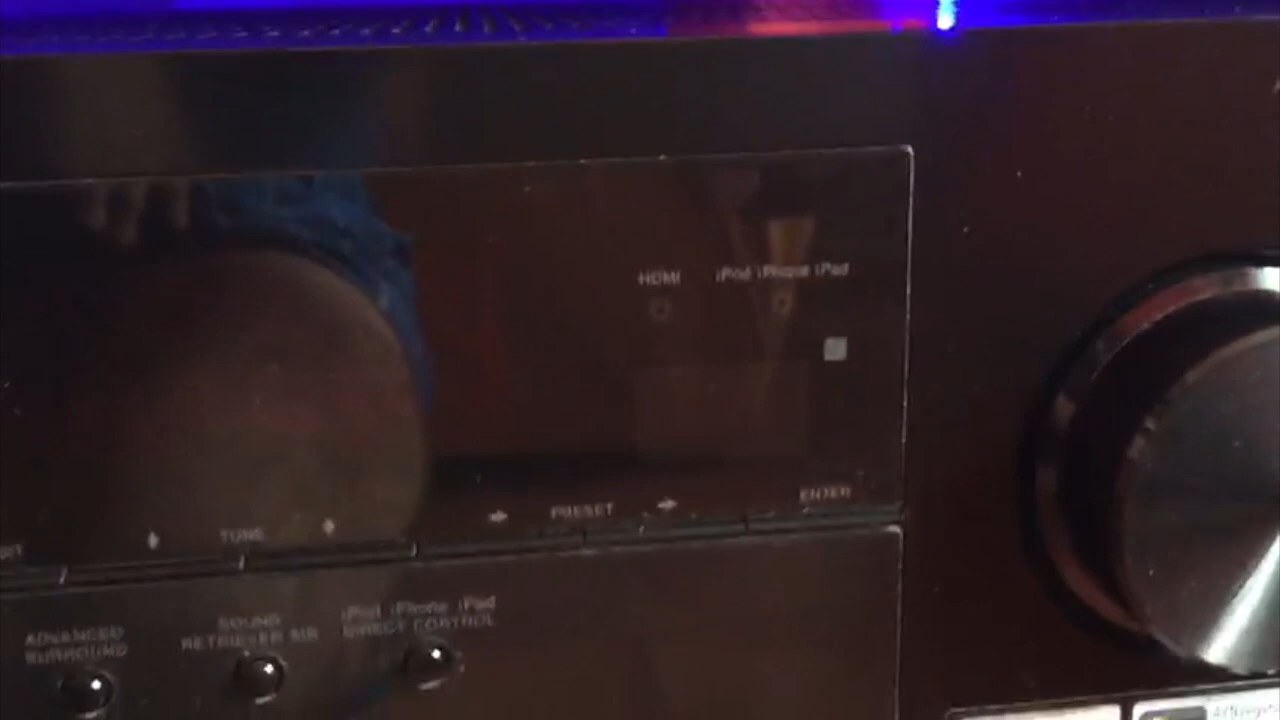 HDMI iPod iPhone iPad
TUNE PRESET ENTER
ADVANCED SURROUND
SOUND RETRIEVER AIR
iPod iPhone iPad DIRECT CONTROL